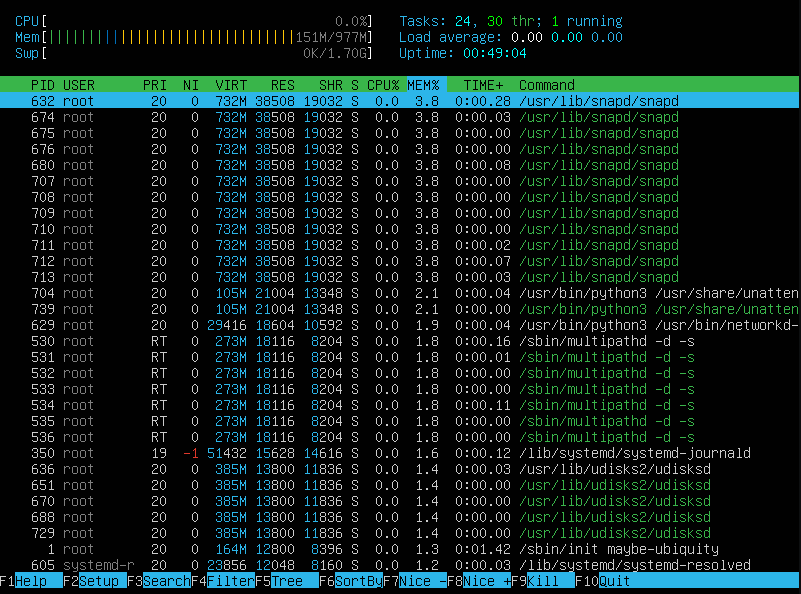 CPU[ 0.0%] Tasks: 24, 30 thr; 1 running
Mem[||||||||||||||||||||||||||||||||151M/977M] Load average: 0.00 0.00 0.00
Swp[ 0K/1.70G] Uptime: 00:49:04
PID USER PRI NI VIRT RES SHR S CPU% MEM% TIME+ Command
632 root 20 0 732M 38508 19032 S 0.0 3.8 0:00.28 /usr/lib/snapd/snapd
674 root 20 0 732M 38508 19032 S 0.0 3.8 0:00.03 /usr/lib/snapd/snapd
675 root 20 0 732M 38508 19032 S 0.0 3.8 0:00.00 /usr/lib/snapd/snapd
676 root 20 0 732M 38508 19032 S 0.0 3.8 0:00.00 /usr/lib/snapd/snapd
680 root 20 0 732M 38508 19032 S 0.0 3.8 0:00.08 /usr/lib/snapd/snapd
707 root 20 0 732M 38508 19032 S 0.0 3.8 0:00.00 /usr/lib/snapd/snapd
708 root 20 0 732M 38508 19032 S 0.0 3.8 0:00.00 /usr/lib/snapd/snapd
709 root 20 0 732M 38508 19032 S 0.0 3.8 0:00.00 /usr/lib/snapd/snapd
710 root 20 0 732M 38508 19032 S 0.0 3.8 0:00.00 /usr/lib/snapd/snapd
711 root 20 0 732M 38508 19032 S 0.0 3.8 0:00.02 /usr/lib/snapd/snapd
712 root 20 0 732M 38508 19032 S 0.0 3.8 0:00.07 /usr/lib/snapd/snapd
713 root 20 0 732M 38508 19032 S 0.0 3.8 0:00.03 /usr/lib/snapd/snapd
704 root 20 0 105M 21004 13348 S 0.0 2.1 0:00.04 /usr/bin/python3 /usr/share/unatten
739 root 20 0 105M 21004 13348 S 0.0 2.1 0:00.00 /usr/bin/python3 /usr/share/unatten
629 root 20 0 29416 18604 10592 S 0.0 1.9 0:00.04 /usr/bin/python3 /usr/bin/networkd-
530 root RT 0 273M 18116 8204 S 0.0 1.8 0:00.16 /sbin/multipathd -d -s
531 root RT 0 273M 18116 8204 S 0.0 1.8 0:00.01 /sbin/multipathd -d -s
532 root RT 0 273M 18116 8204 S 0.0 1.8 0:00.00 /sbin/multipathd -d -s
533 root RT 0 273M 18116 8204 S 0.0 1.8 0:00.00 /sbin/multipathd -d -s
534 root RT 0 273M 18116 8204 S 0.0 1.8 0:00.11 /sbin/multipathd -d -s
535 root RT 0 273M 18116 8204 S 0.0 1.8 0:00.00 /sbin/multipathd -d -s
536 root RT 0 273M 18116 8204 S 0.0 1.8 0:00.00 /sbin/multipathd -d -s
350 root 19 -1 51432 15628 14616 S 0.0 1.6 0:00.12 /lib/systemd/systemd-journald
636 root 20 0 385M 13800 11836 S 0.0 1.4 0:00.03 /usr/lib/udisks2/udisksd
651 root 20 0 385M 13800 11836 S 0.0 1.4 0:00.00 /usr/lib/udisks2/udisksd
670 root 20 0 385M 13800 11836 S 0.0 1.4 0:00.00 /usr/lib/udisks2/udisksd
688 root 20 0 385M 13800 11836 S 0.0 1.4 0:00.00 /usr/lib/udisks2/udisksd
729 root 20 0 385M 13800 11836 S 0.0 1.4 0:00.00 /usr/lib/udisks2/udisksd
1 root 20 0 164M 12800 8396 S 0.0 1.3 0:01.42 /sbin/init maybe-ubiquity
605 systemd-r 20 0 23856 12048 8160 S 0.0 1.2 0:00.02 /lib/systemd/systemd-resolved
F1Help F2Setup F3SearchF4FilterF5Tree F6SortByF7Nice -F8Nice +F9Kill F10Quit